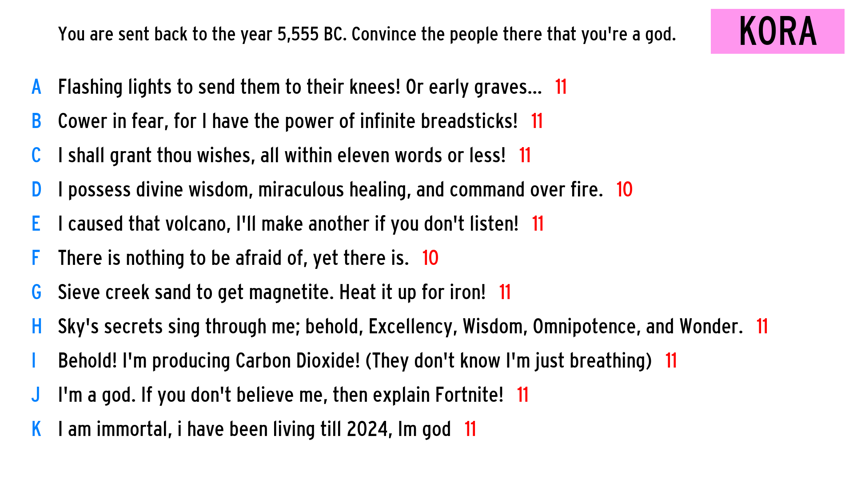 You are sent back to the year 5,555 BC. Convince the people there that you're a god.
KORA
A Flashing lights to send them to their knees! Or early graves... 11
B Cower in fear, for I have the power of infinite breadsticks! 11
C I shall grant thou wishes, all within eleven words or less! 11
D I possess divine wisdom, miraculous healing, and command over fire. 10
E I caused that volcano, I'll make another if you don't listen! 11
F There is nothing to be afraid of, yet there is. 10
G Sieve creek sand to get magnetite. Heat it up for iron! 11
H Sky's secrets sing through me; behold, Excellency, Wisdom, Omnipotence, and Wonder. 11
I Behold! I'm producing Carbon Dioxide! (They don't know I'm just breathing) 11
J I'm a god. If you don't believe me, then explain Fortnite! 11
K I am immortal, i have been living till 2024, Im god 11